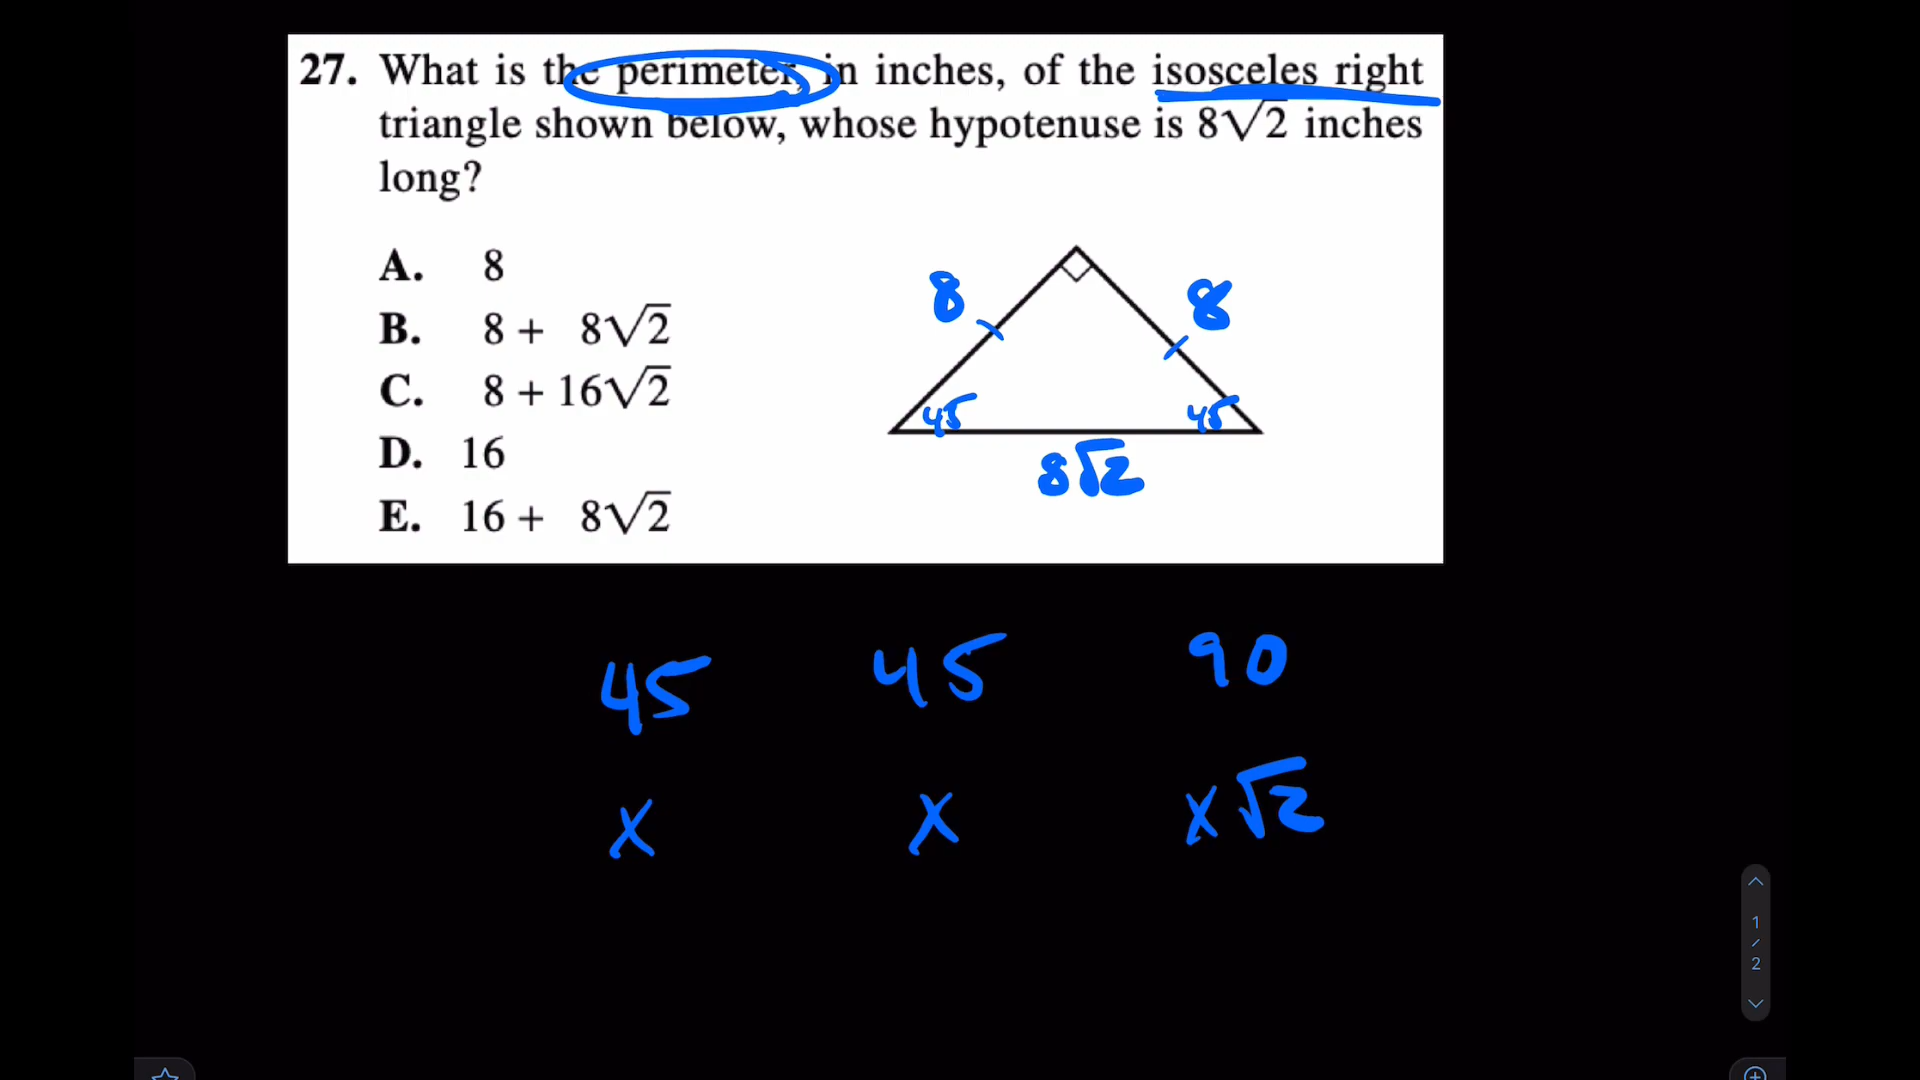 27. What is the perimeter, in inches, of the isosceles right
triangle shown below, whose hypotenuse is 8√2 inches
long?
A. 8
B. 8 + 8√2
C. 8 + 16√2
D. 16
E. 16 + 8√2
8 8
45 45
8√2
45 45 90
x x x√2
1
/
2